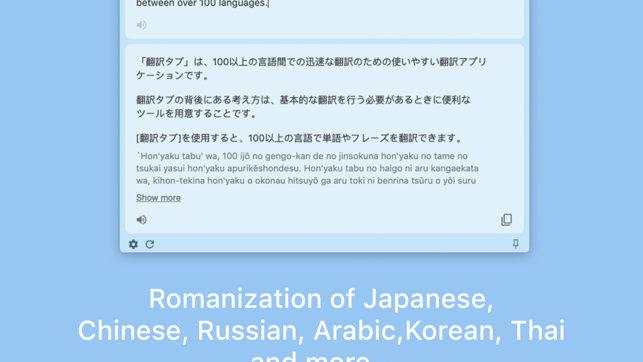 between over 100 languages.
「翻訳タブ」は、100以上の言語間での迅速な翻訳のための使いやすい翻訳アプリ
ケーションです。
翻訳タブの背後にある考え方は、基本的な翻訳を行う必要があるときに便利な
ツールを用意することです。
[翻訳タブ]を使用すると、100以上の言語で単語やフレーズを翻訳できます。
`Hon'yaku tabu' wa, 100 ijō no gengo-kan de no jinsokuna hon'yaku no tame no
tsukai yasui hon'yaku apurikēshondesu. Hon'yaku tabu no haigo ni aru kangaekata
wa, kihon-tekina hon'yaku o okonau hitsuyō ga aru toki ni benrina tsūru o yōi suru
Show more
Romanization of Japanese,
Chinese, Russian, Arabic,Korean, Thai
and more